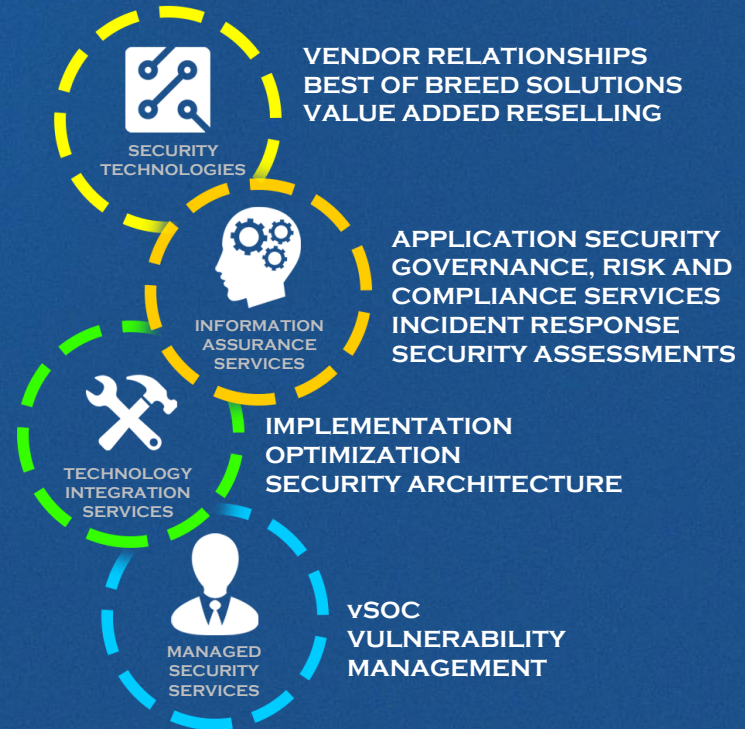 SECURITY
TECHNOLOGIES
VENDOR RELATIONSHIPS
BEST OF BREED SOLUTIONS
VALUE ADDED RESELLING
INFORMATION
ASSURANCE
SERVICES
APPLICATION SECURITY
GOVERNANCE, RISK AND
COMPLIANCE SERVICES
INCIDENT RESPONSE
SECURITY ASSESSMENTS
TECHNOLOGY
INTEGRATION
SERVICES
IMPLEMENTATION
OPTIMIZATION
SECURITY ARCHITECTURE
MANAGED
SECURITY
SERVICES
vSOC
VULNERABILITY
MANAGEMENT